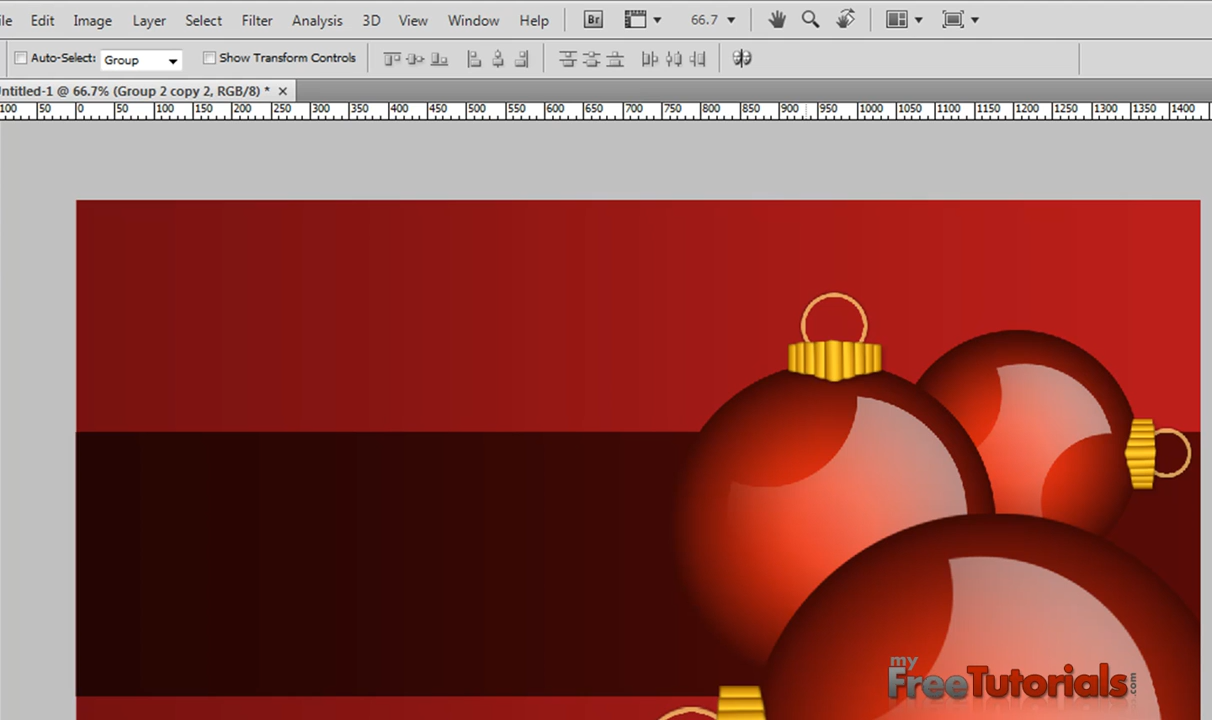 ile Edit Image Layer Select Filter Analysis 3D View Window Help Br 66.7
Auto-Select: Group Show Transform Controls
Intitled-1 @ 66.7% (Group 2 copy 2, RGB/8) *
100 50 0 50 100 150 200 250 300 350 400 450 500 550 600 650 700 750 800 850 900 950 1000 1050 1100 1150 1200 1250 1300 1350 1400
my
FreeTutorials.com